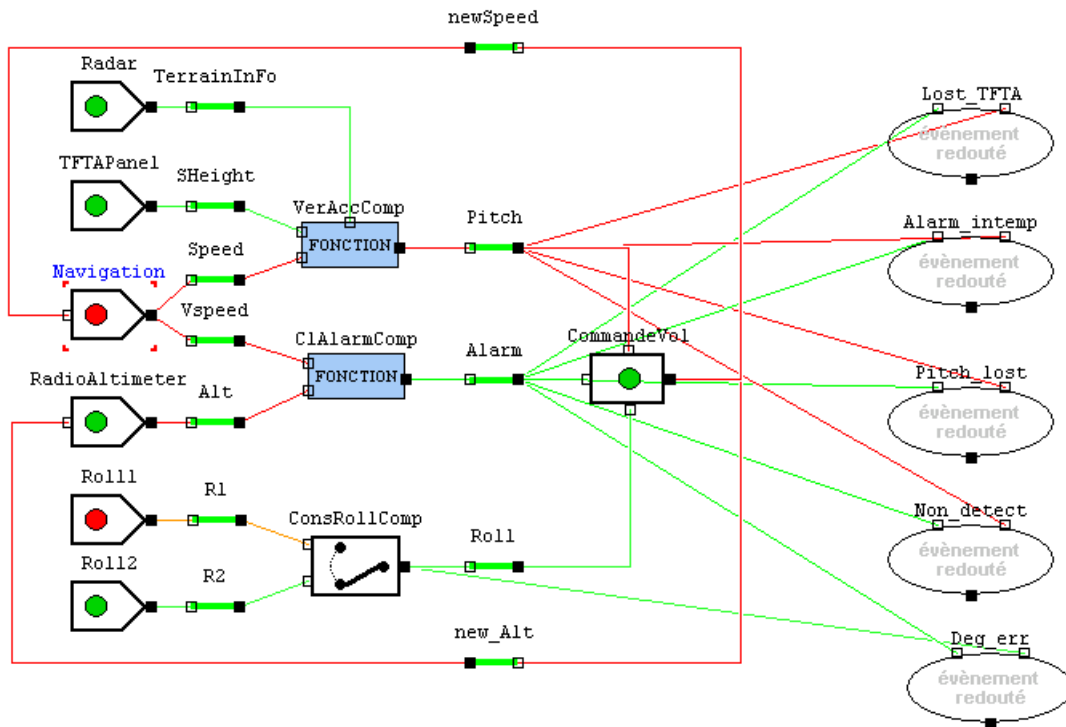 newSpeed
Radar
TerrainInFo
Lost_TFTA
évènement
redouté
TFTAPanel
SHeight
VerAccComp
Pitch
Alarm_intemp
FONCTION
évènement
redouté
Speed
Navigation
Vspeed
ClAlarmComp
Alarm
CommandeVol
FONCTION
Pitch_lost
RadioAltimeter
Alt
évènement
redouté
Roll1
R1
ConsRollComp
Roll
Non_detect
évènement
redouté
Roll2
R2
new_Alt
Deg_err
évènement
redouté